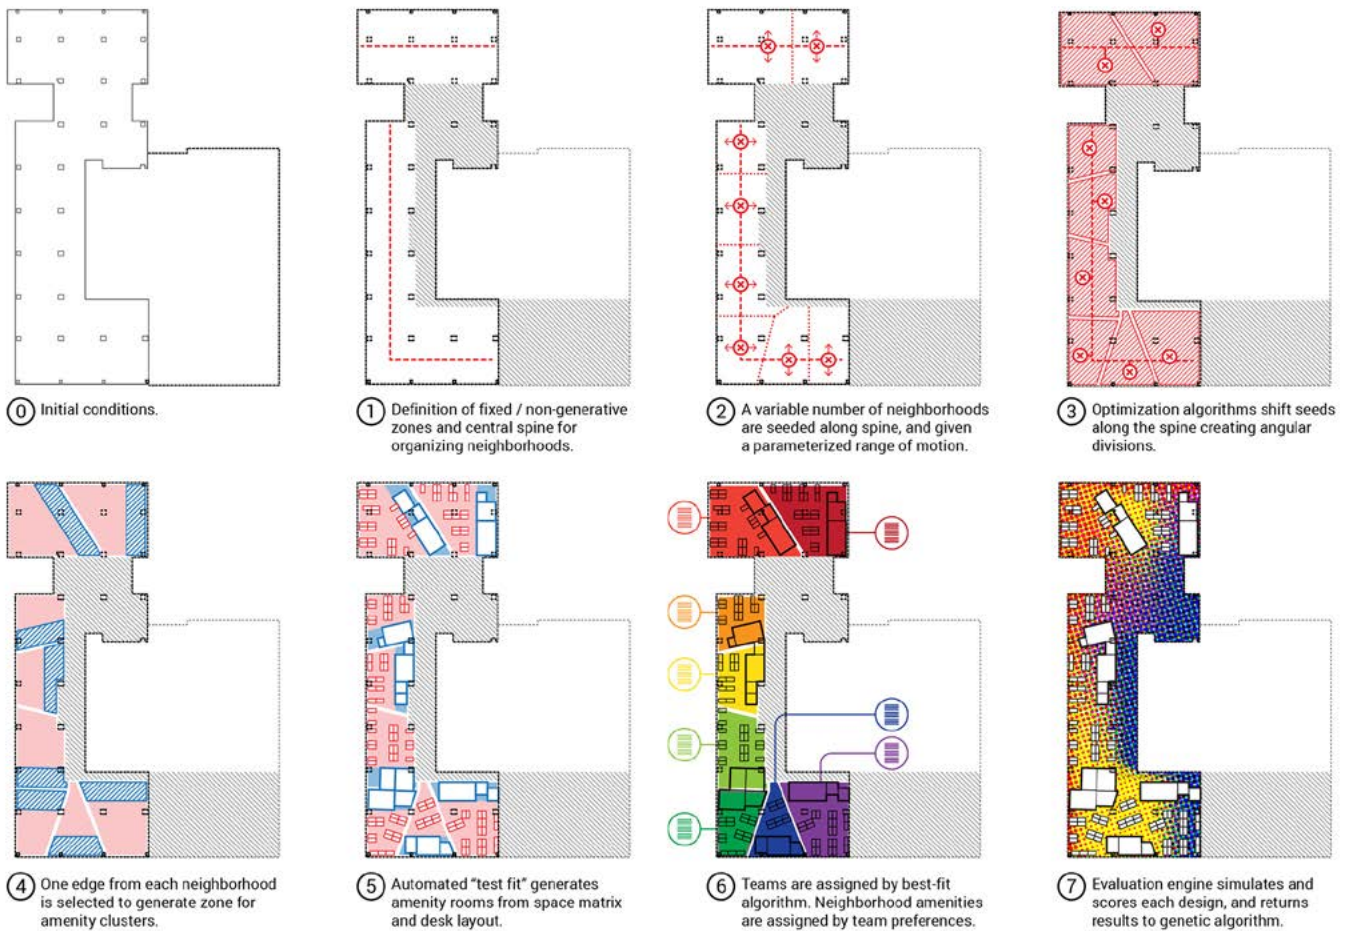 0 Initial conditions.
1 Definition of fixed / non-generative
zones and central spine for
organizing neighborhoods.
2 A variable number of neighborhoods
are seeded along spine, and given
a parameterized range of motion.
3 Optimization algorithms shift seeds
along the spine creating angular
divisions.
4 One edge from each neighborhood
is selected to generate zone for
amenity clusters.
5 Automated “test fit” generates
amenity rooms from space matrix
and desk layout.
6 Teams are assigned by best-fit
algorithm. Neighborhood amenities
are assigned by team preferences.
7 Evaluation engine simulates and
scores each design, and returns
results to genetic algorithm.